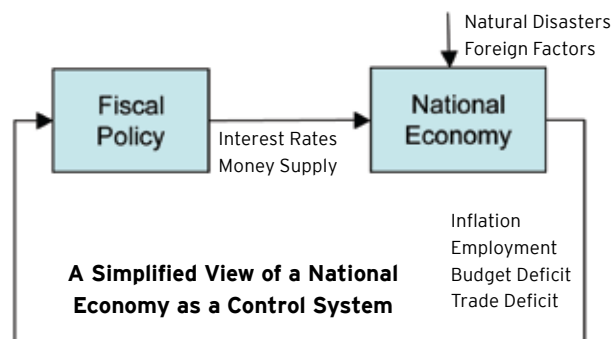 Natural Disasters
Foreign Factors
Fiscal
Policy
Interest Rates
Money Supply
National
Economy
Inflation
Employment
Budget Deficit
Trade Deficit
A Simplified View of a National
Economy as a Control System